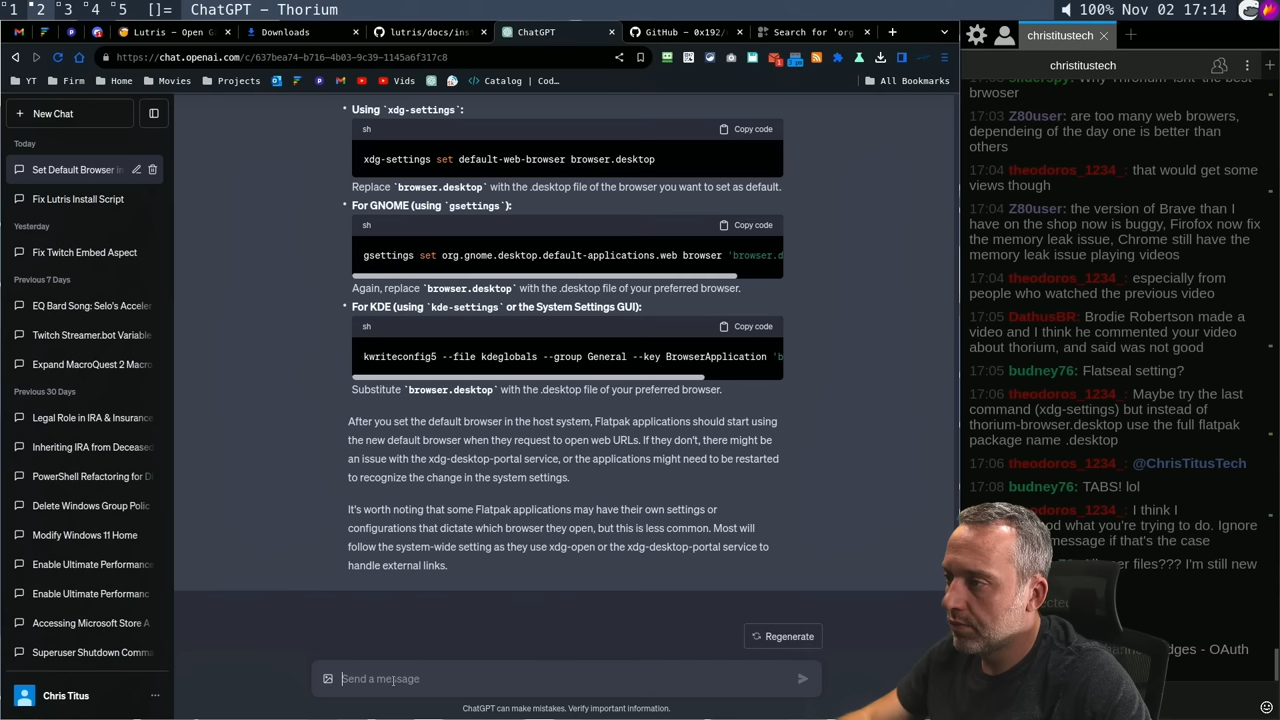 1 2 3 4 5 []= ChatGPT - Thorium
100% Nov 02 17:14
Lutris - Open G
Downloads
lutris/docs/ins
ChatGPT
GitHub - 0x192/
Search for 'org
https://chat.openai.com/c/637bea74-b716-4b03-9c39-1145a6f317c8
YT
Firm
Home
Movies
Projects
Vids
Catalog | Cod…
All Bookmarks
New Chat
Today
Set Default Browser in
Fix Lutris Install Script
Yesterday
Fix Twitch Embed Aspect
Previous 7 Days
EQ Bard Song: Selo's Acceler
Twitch Streamer.bot Variable
Expand MacroQuest 2 Macro
Previous 30 Days
Legal Role in IRA & Insurance
Inheriting IRA from Deceased
PowerShell Refactoring for D
Delete Windows Group Polic
Modify Windows 11 Home
Enable Ultimate Performance
Enable Ultimate Performance
Accessing Microsoft Store A
Superuser Shutdown Comma
Chris Titus
• Using `xdg-settings`:
sh
Copy code
xdg-settings set default-web-browser browser.desktop
Replace `browser.desktop` with the .desktop file of the browser you want to set as default.
• For GNOME (using `gsettings`):
sh
Copy code
gsettings set org.gnome.desktop.default-applications.web browser 'browser.d
Again, replace `browser.desktop` with the .desktop file of your preferred browser.
• For KDE (using `kde-settings` or the System Settings GUI):
sh
Copy code
kwriteconfig5 --file kdeglobals --group General --key BrowserApplication 'b
Substitute `browser.desktop` with the .desktop file of your preferred browser.
After you set the default browser in the host system, Flatpak applications should start using
the new default browser when they request to open web URLs. If they don't, there might be
an issue with the xdg-desktop-portal service, or the applications might need to be restarted
to recognize the change in the system settings.
It's worth noting that some Flatpak applications may have their own settings or
configurations that dictate which browser they open, but this is less common. Most will
follow the system-wide setting as they use xdg-open or the xdg-desktop-portal service to
handle external links.
Regenerate
Send a message
ChatGPT can make mistakes. Verify important information.
christitustech
christitustech
brwoser
17:03 Z80user: are too many web browers,
dependeing of the day one is better than
others
17:04 theodoros_1234_: that would get some
views though
17:04 Z80user: the version of Brave than I
have on the shop now is buggy, Firofox now fix
the memory leak issue, Chrome still have the
memory leak issue playing videos
17:04 theodoros_1234_: especially from
people who watched the previous video
17:05 DathusBR: Brodie Robertson made a
video and I think he commented your video
about thorium, and said was not good
17:05 budney76: Flatseal setting?
17:06 theodoros_1234_: Maybe try the last
command (xdg-settings) but instead of
thorium-browser.desktop use the full flatpak
package name .desktop
17:06 theodoros_1234_: @ChrisTitusTech
17:08 budney76: TABS! lol
doros_1234_: I think I
od what you're trying to do. Ignore
message if that's the case
er files??? I'm still new
dges - OAuth